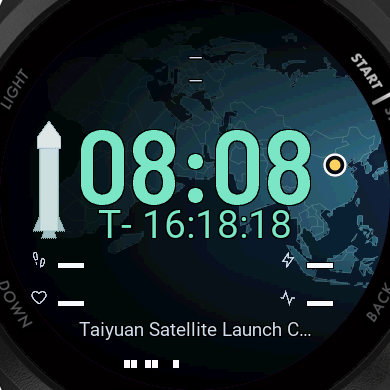 LIGHT
START
08:08
T- 16:18:18
DOWN
BACK
Taiyuan Satellite Launch C...